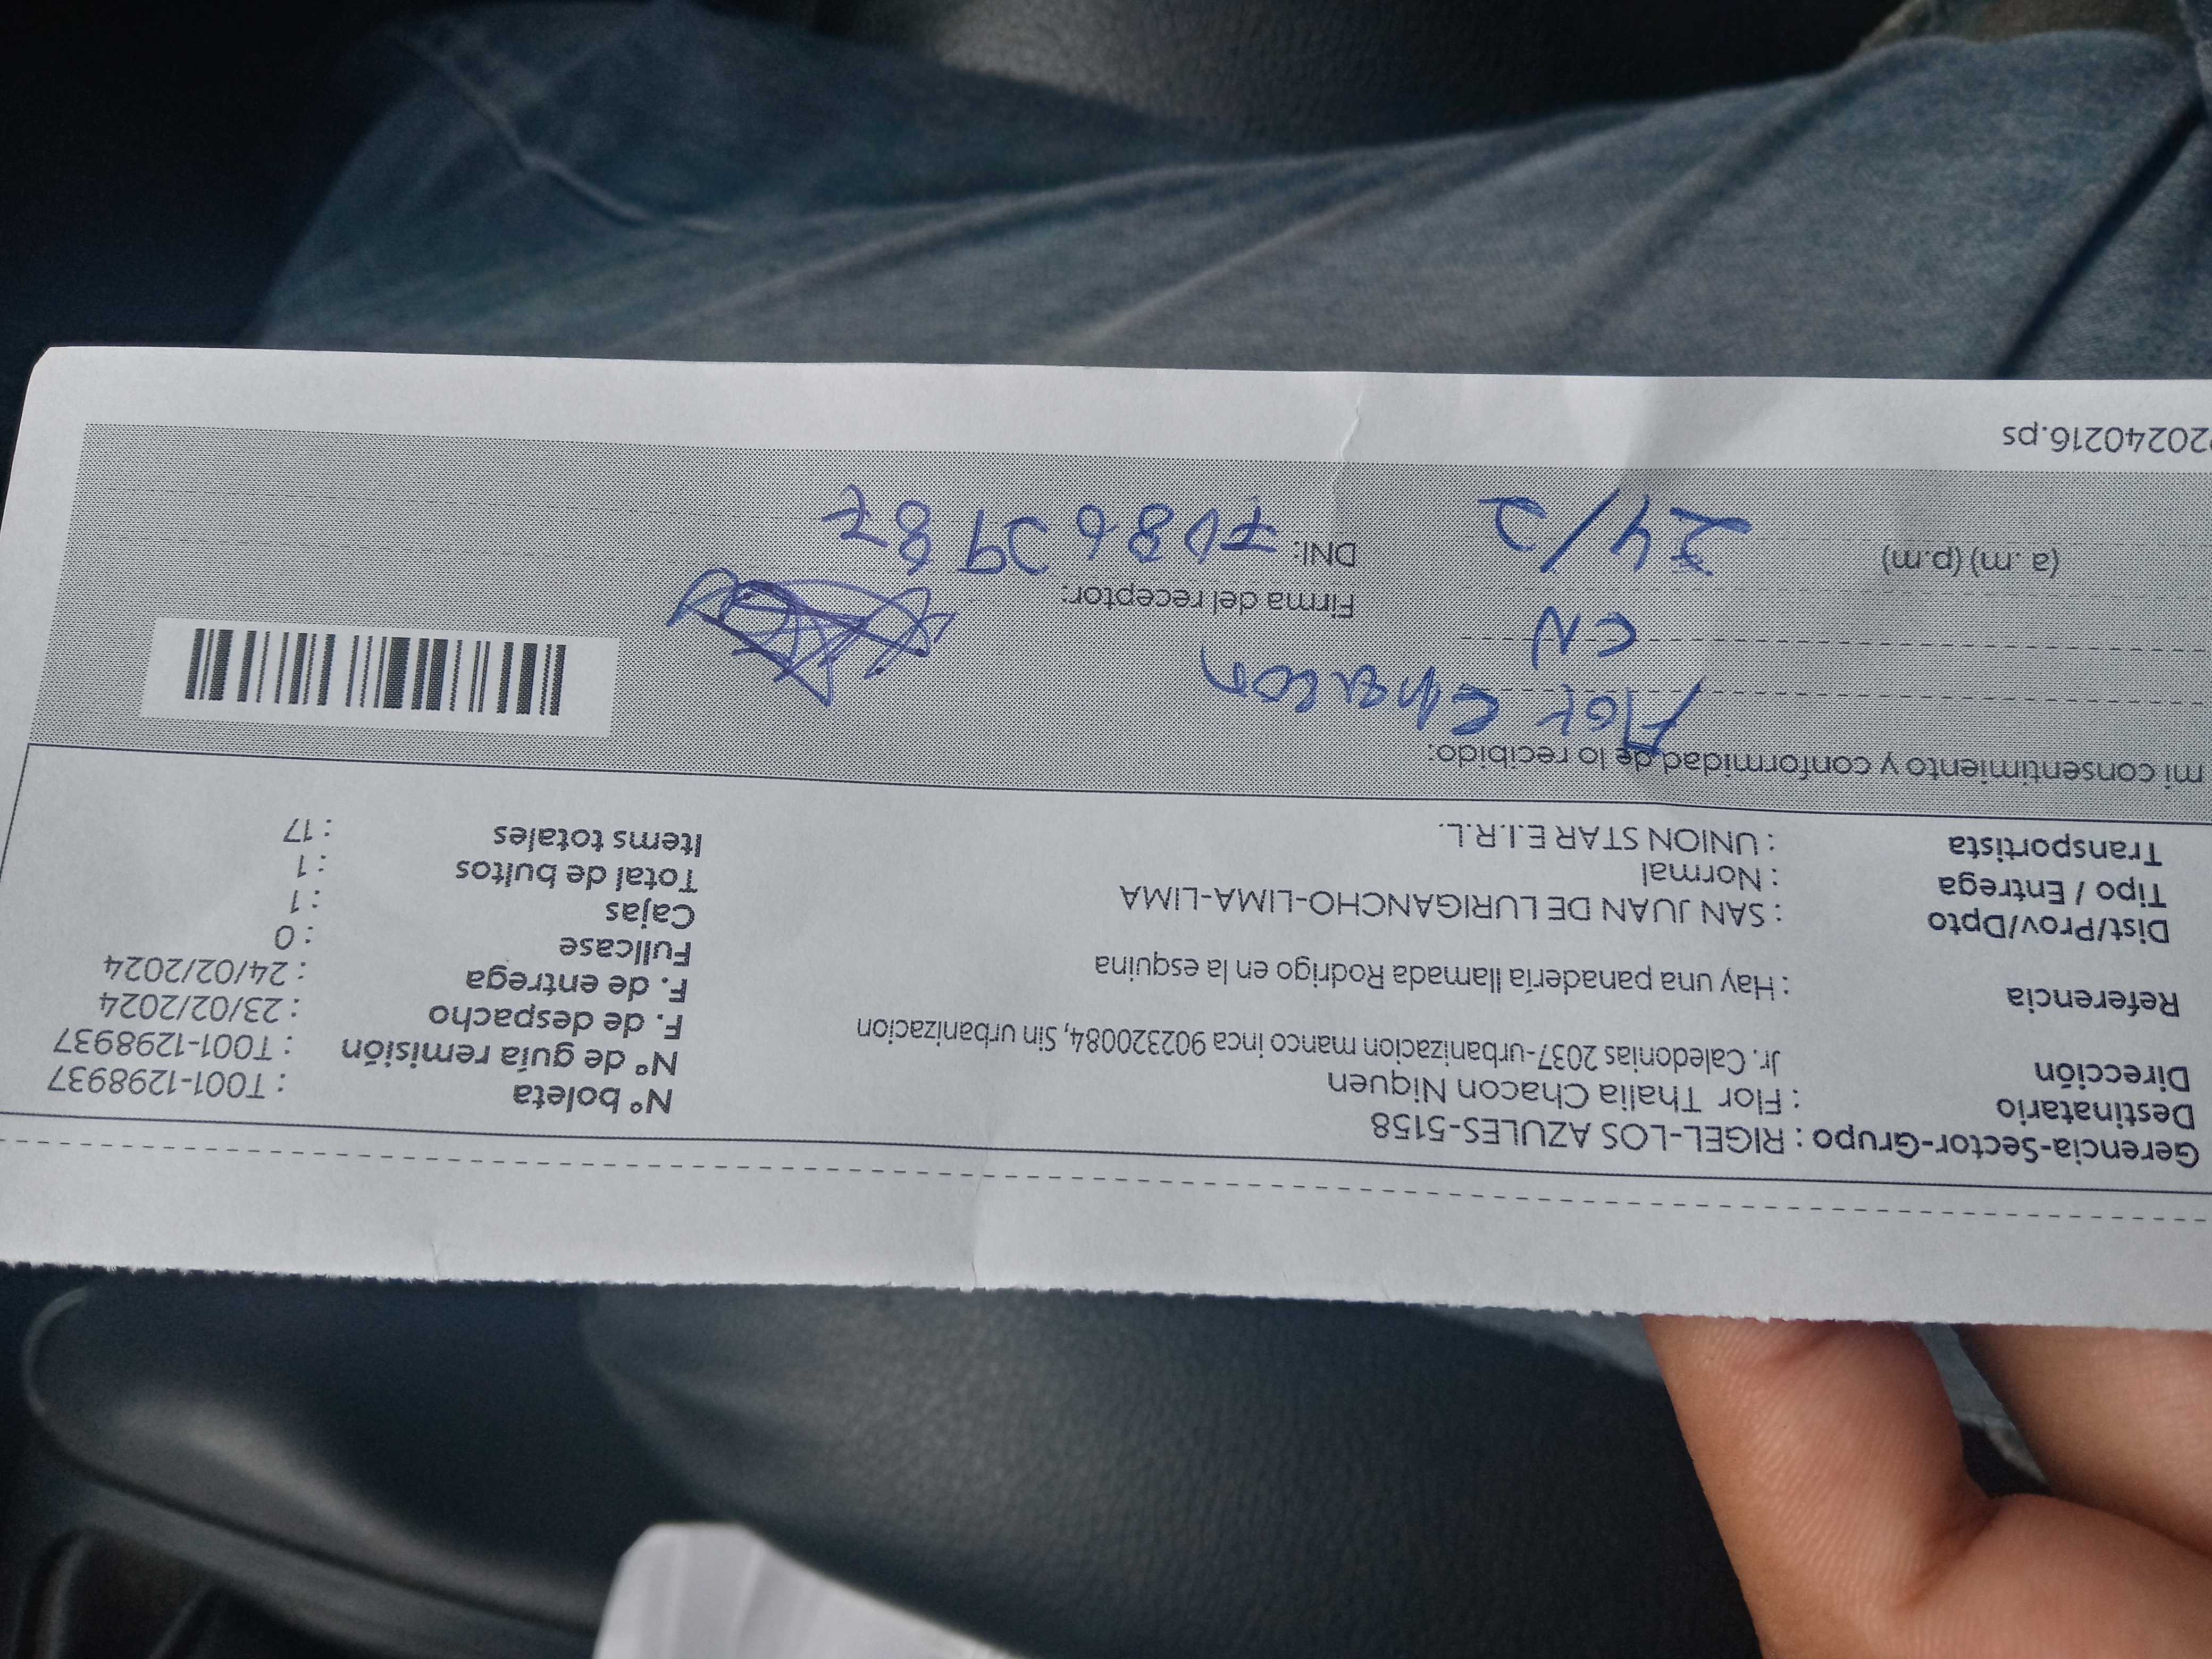 Gerencia-Sector-Grupo : RIGEL-LOS AZULES-5158
Destinatario : Flor Thalia Chacon Niquen
Dirección Jr. Caledonias 2037-urbanizacion manco inca 902320084, Sin urbanizacion
Referencia : Hay una panadería llamada Rodrigo en la esquina
Dist/Prov/Dpto : SAN JUAN DE LURIGANCHO-LIMA-LIMA
Tipo / Entrega : Normal
Transportista : UNION STAR E.I.R.L.
N° boleta : T001-1298937
N° de guía remisión : T001-1298937
F. de despacho : 23/02/2024
F. de entrega : 24/02/2024
Fullcase : 0
Cajas : 1
Total de bultos : 1
Items totales : 17
mi consentimiento y conformidad de lo recibido:
Flor Chacon
CN
Firma del receptor:
(a .m) (p.m) 24/2
DNI:
20240216.ps